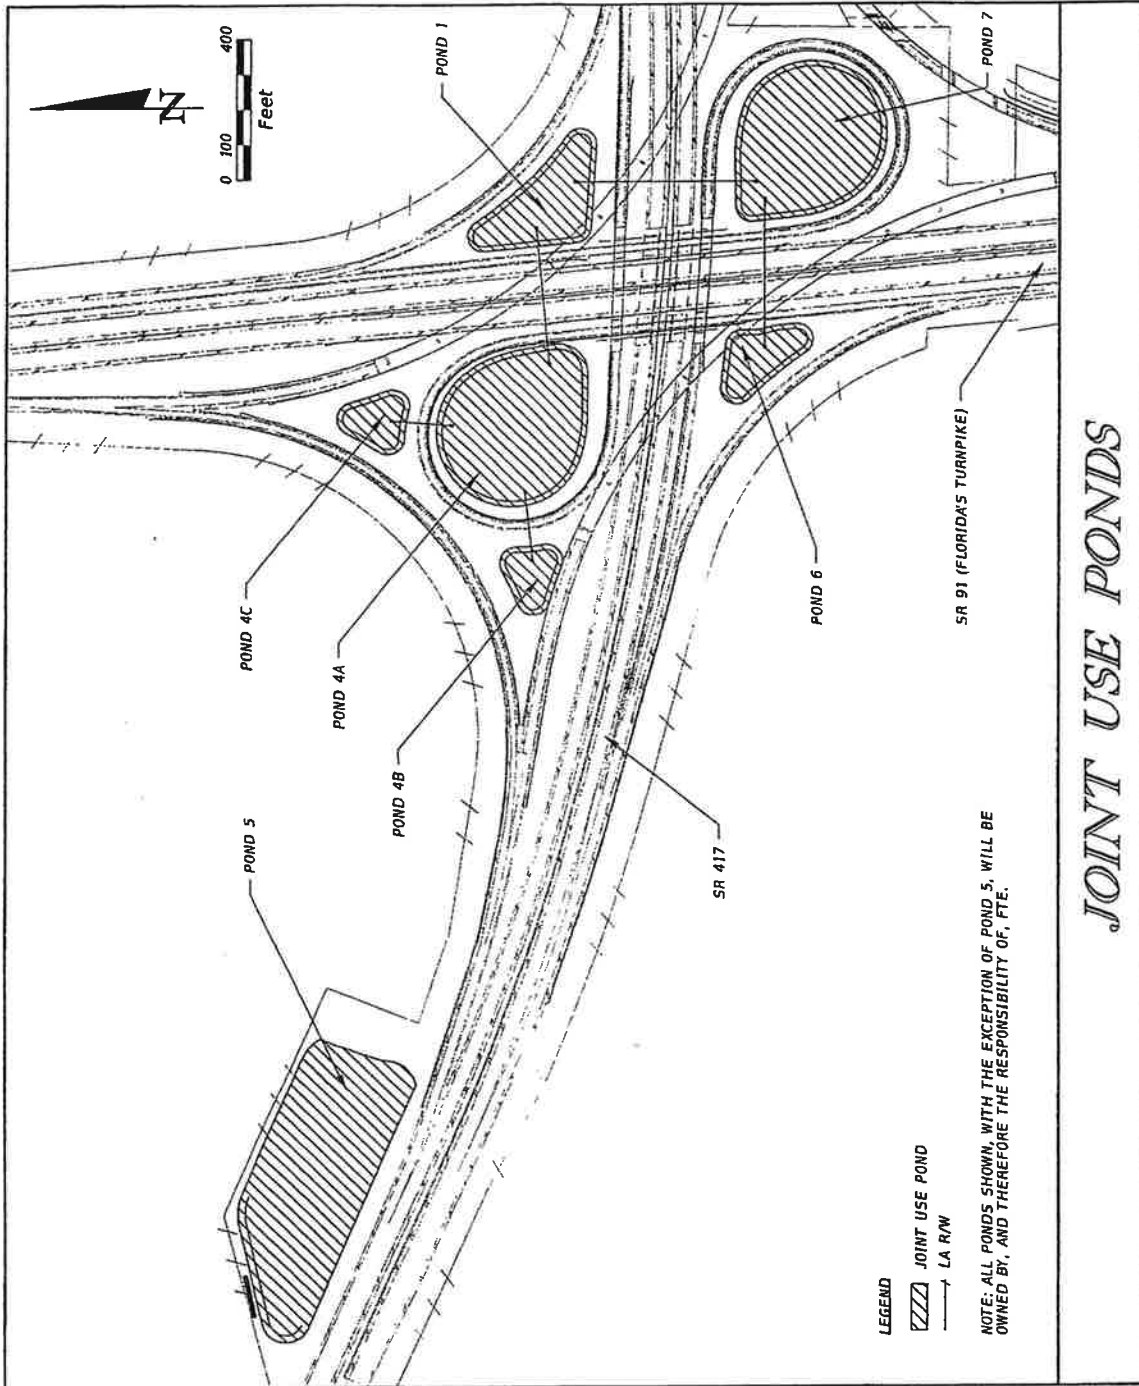 POND 5
POND 4C
POND 4A
POND 4B
POND 1
N
0 100 400
Feet
SR 417
POND 6
SR 91 (FLORIDA'S TURNPIKE)
POND 7
LEGEND
JOINT USE POND
LA R/W
NOTE: ALL PONDS SHOWN, WITH THE EXCEPTION OF POND 5, WILL BE
OWNED BY, AND THEREFORE THE RESPONSIBILITY OF, FTE.
JOINT USE PONDS